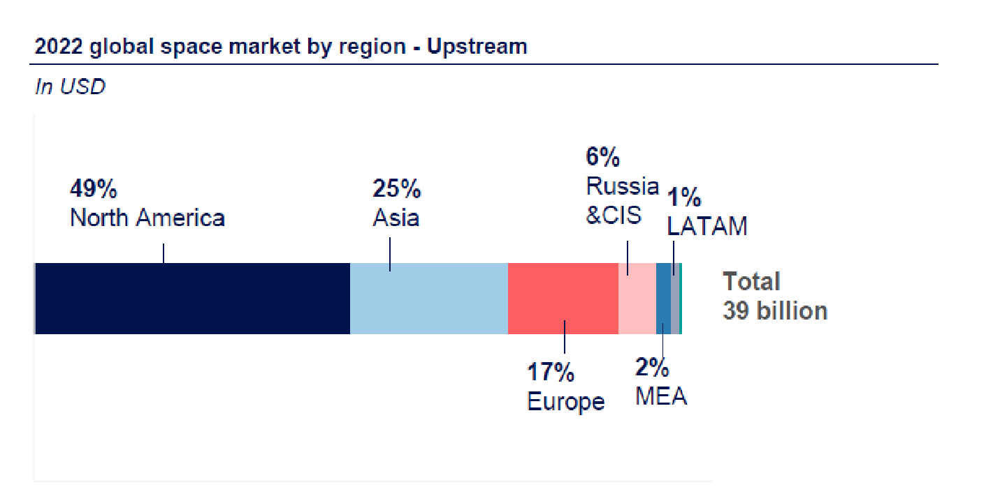 2022 global space market by region - Upstream
In USD
49%
North America
25%
Asia
6%
Russia
&CIS
1%
LATAM
Total
39 billion
17%
Europe
2%
MEA